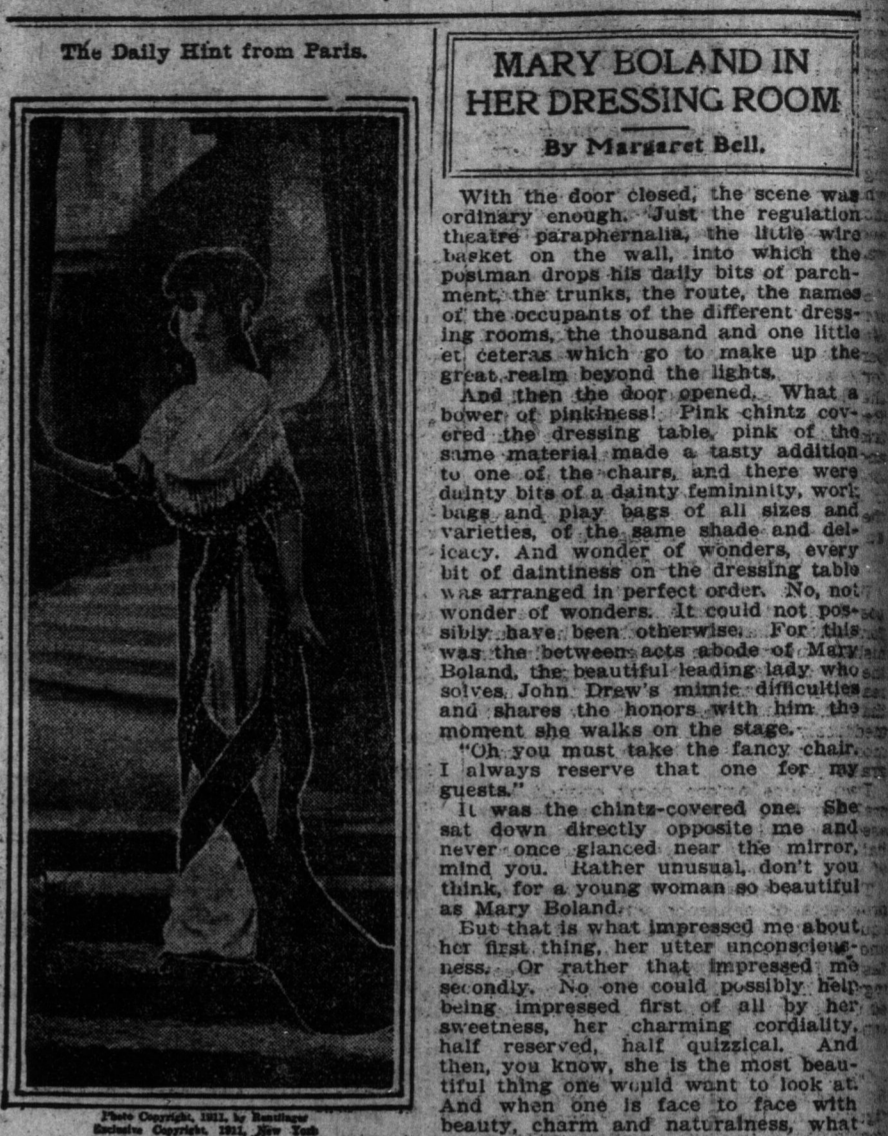 The Daily Hint from Paris.
Photo Copyright, 1911, by Reutlinger
Exclusive Copyright, 1911, New York
MARY BOLAND IN
HER DRESSING ROOM
By Margaret Bell.
With the door closed, the scene was
ordinary enough. Just the regulation
theatre paraphernalia, the little wire
basket on the wall, into which the
postman drops his daily bits of parch-
ment, the trunks, the route, the names
of the occupants of the different dress-
ing rooms, the thousand and one little
et ceteras which go to make up the
great realm beyond the lights.
And then the door opened. What a
bower of pinkiness! Pink chintz cov-
ered the dressing table, pink of the
same material made a tasty addition
to one of the chairs, and there were
dainty bits of a dainty femininity, work
bags and play bags of all sizes and
varieties, of the same shade and del-
icacy. And wonder of wonders, every
bit of daintiness on the dressing table
was arranged in perfect order. No, not
wonder of wonders. It could not pos-
sibly have been otherwise. For this
was the between acts abode of Mary
Boland, the beautiful leading lady who
solves John Drew's mimic difficulties
and shares the honors with him the
moment she walks on the stage.
"Oh you must take the fancy chair.
I always reserve that one for my
guests."
It was the chintz-covered one. She
sat down directly opposite me and
never once glanced near the mirror,
mind you. Rather unusual, don't you
think, for a young woman so beautiful
as Mary Boland.
But that is what impressed me about
her first thing, her utter unconscious-
ness. Or rather that impressed me
secondly. No one could possibly help
being impressed first of all by her
sweetness, her charming cordiality,
half reserved, half quizzical. And
then, you know, she is the most beau-
tiful thing one would want to look at.
And when one is face to face with
beauty, charm and naturalness, what